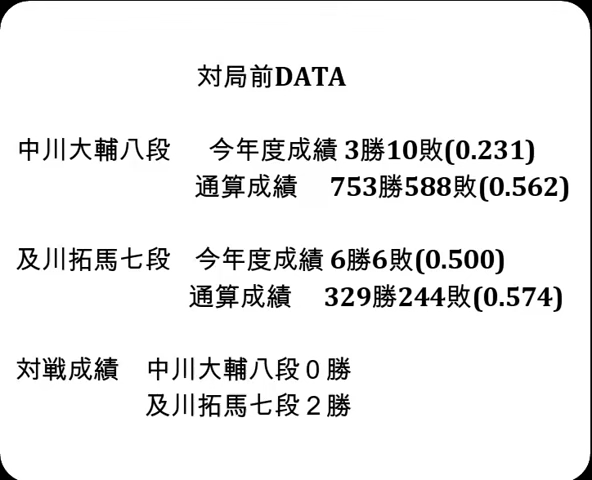 対局前DATA
中川大輔八段　今年度成績 3勝10敗(0.231)
通算成績　753勝588敗(0.562)
及川拓馬七段　今年度成績 6勝6敗(0.500)
通算成績　329勝244敗(0.574)
対戦成績　中川大輔八段０勝
及川拓馬七段２勝